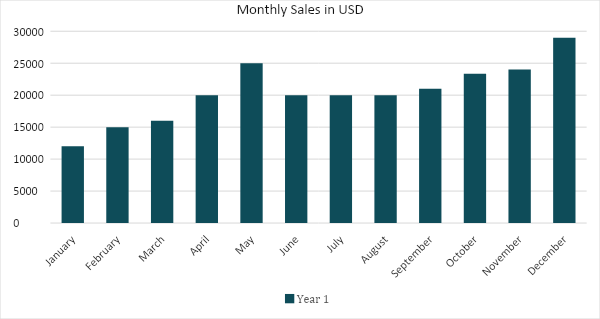 Monthly Sales in USD
30000
25000
20000
15000
10000
5000
0
January
February
March
April
May
June
July
August
September
October
November
December
Year 1